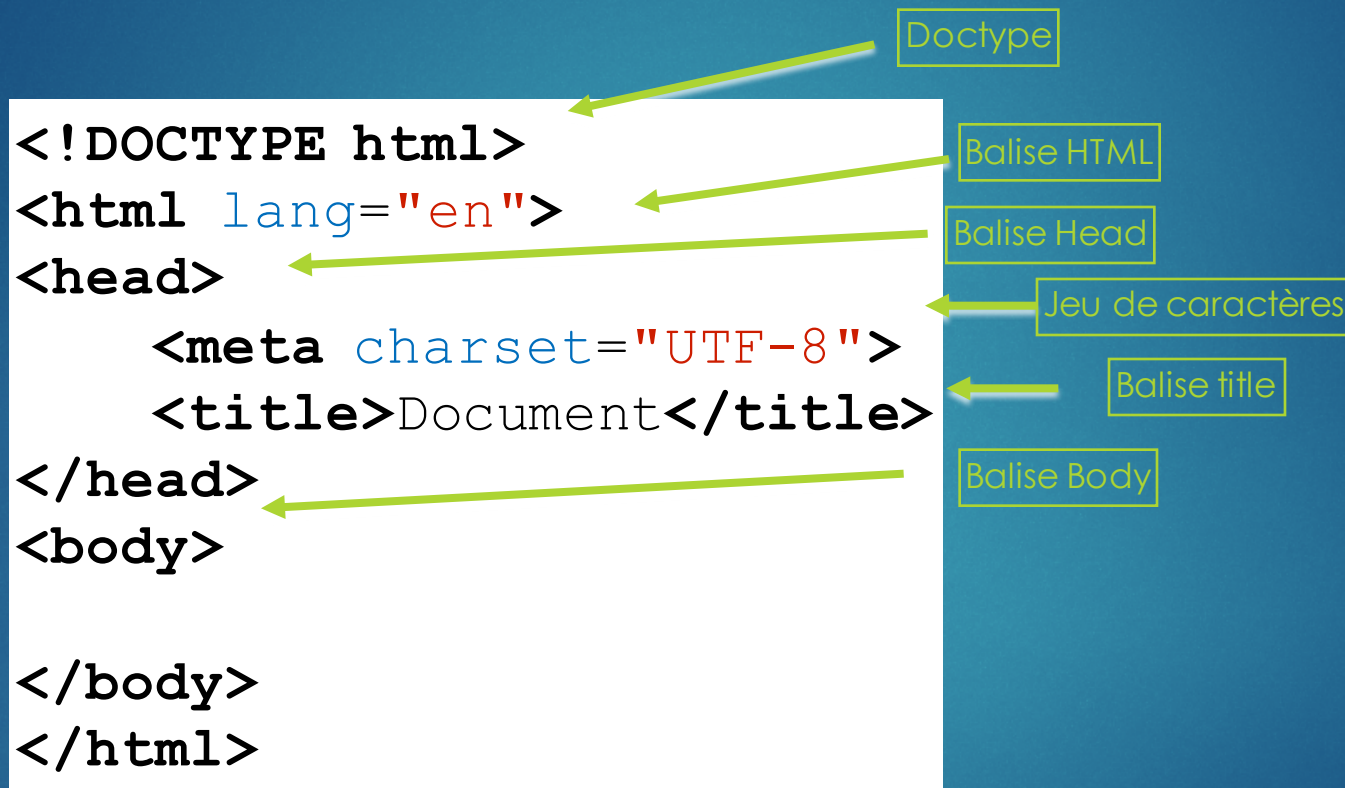 Doctype
<!DOCTYPE html>
Balise HTML
<html lang="en">
Balise Head
<head>
Jeu de caractères
<meta charset="UTF-8">
Balise title
<title>Document</title>
</head>
Balise Body
<body>
</body>
</html>